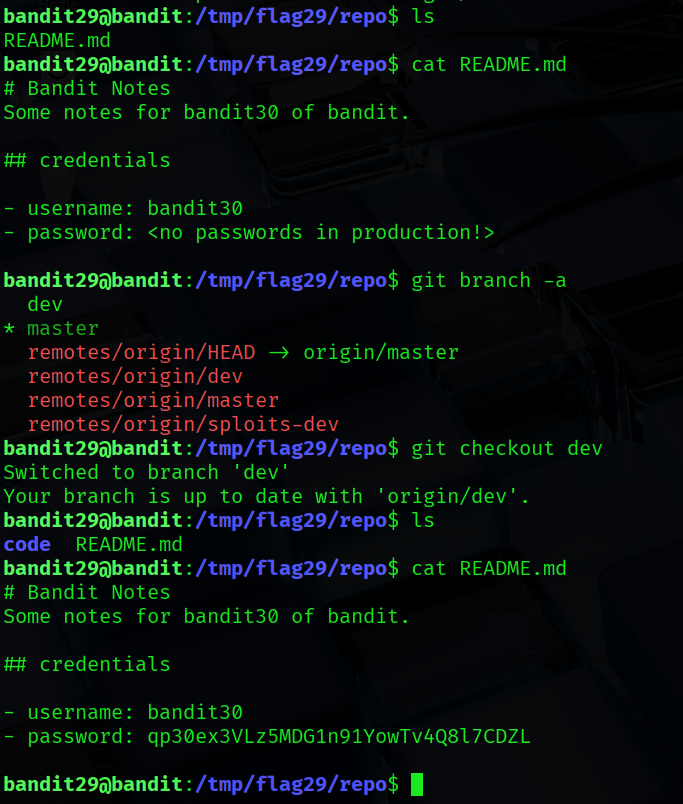 bandit29@bandit:/tmp/flag29/repo$ ls
README.md
bandit29@bandit:/tmp/flag29/repo$ cat README.md
# Bandit Notes
Some notes for bandit30 of bandit.
## credentials
- username: bandit30
- password: <no passwords in production!>
bandit29@bandit:/tmp/flag29/repo$ git branch -a
dev
* master
remotes/origin/HEAD -> origin/master
remotes/origin/dev
remotes/origin/master
remotes/origin/sploits-dev
bandit29@bandit:/tmp/flag29/repo$ git checkout dev
Switched to branch 'dev'
Your branch is up to date with 'origin/dev'.
bandit29@bandit:/tmp/flag29/repo$ ls
code README.md
bandit29@bandit:/tmp/flag29/repo$ cat README.md
# Bandit Notes
Some notes for bandit30 of bandit.
## credentials
- username: bandit30
- password: qp30ex3VLz5MDG1n91YowTv4Q8l7CDZL
bandit29@bandit:/tmp/flag29/repo$